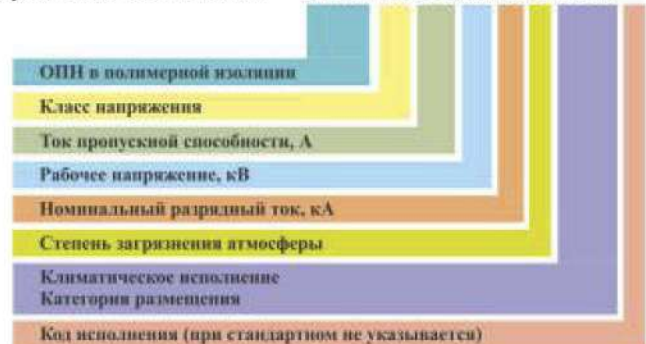 ОПН в полимерной изоляции
Класс напряжения
Ток пропускной способности, А
Рабочее напряжение, кВ
Номинальный разрядный ток, кА
Степень загрязнения атмосферы
Климатическое исполнение
Категория размещения
Код исполнения (при стандартном не указывается)